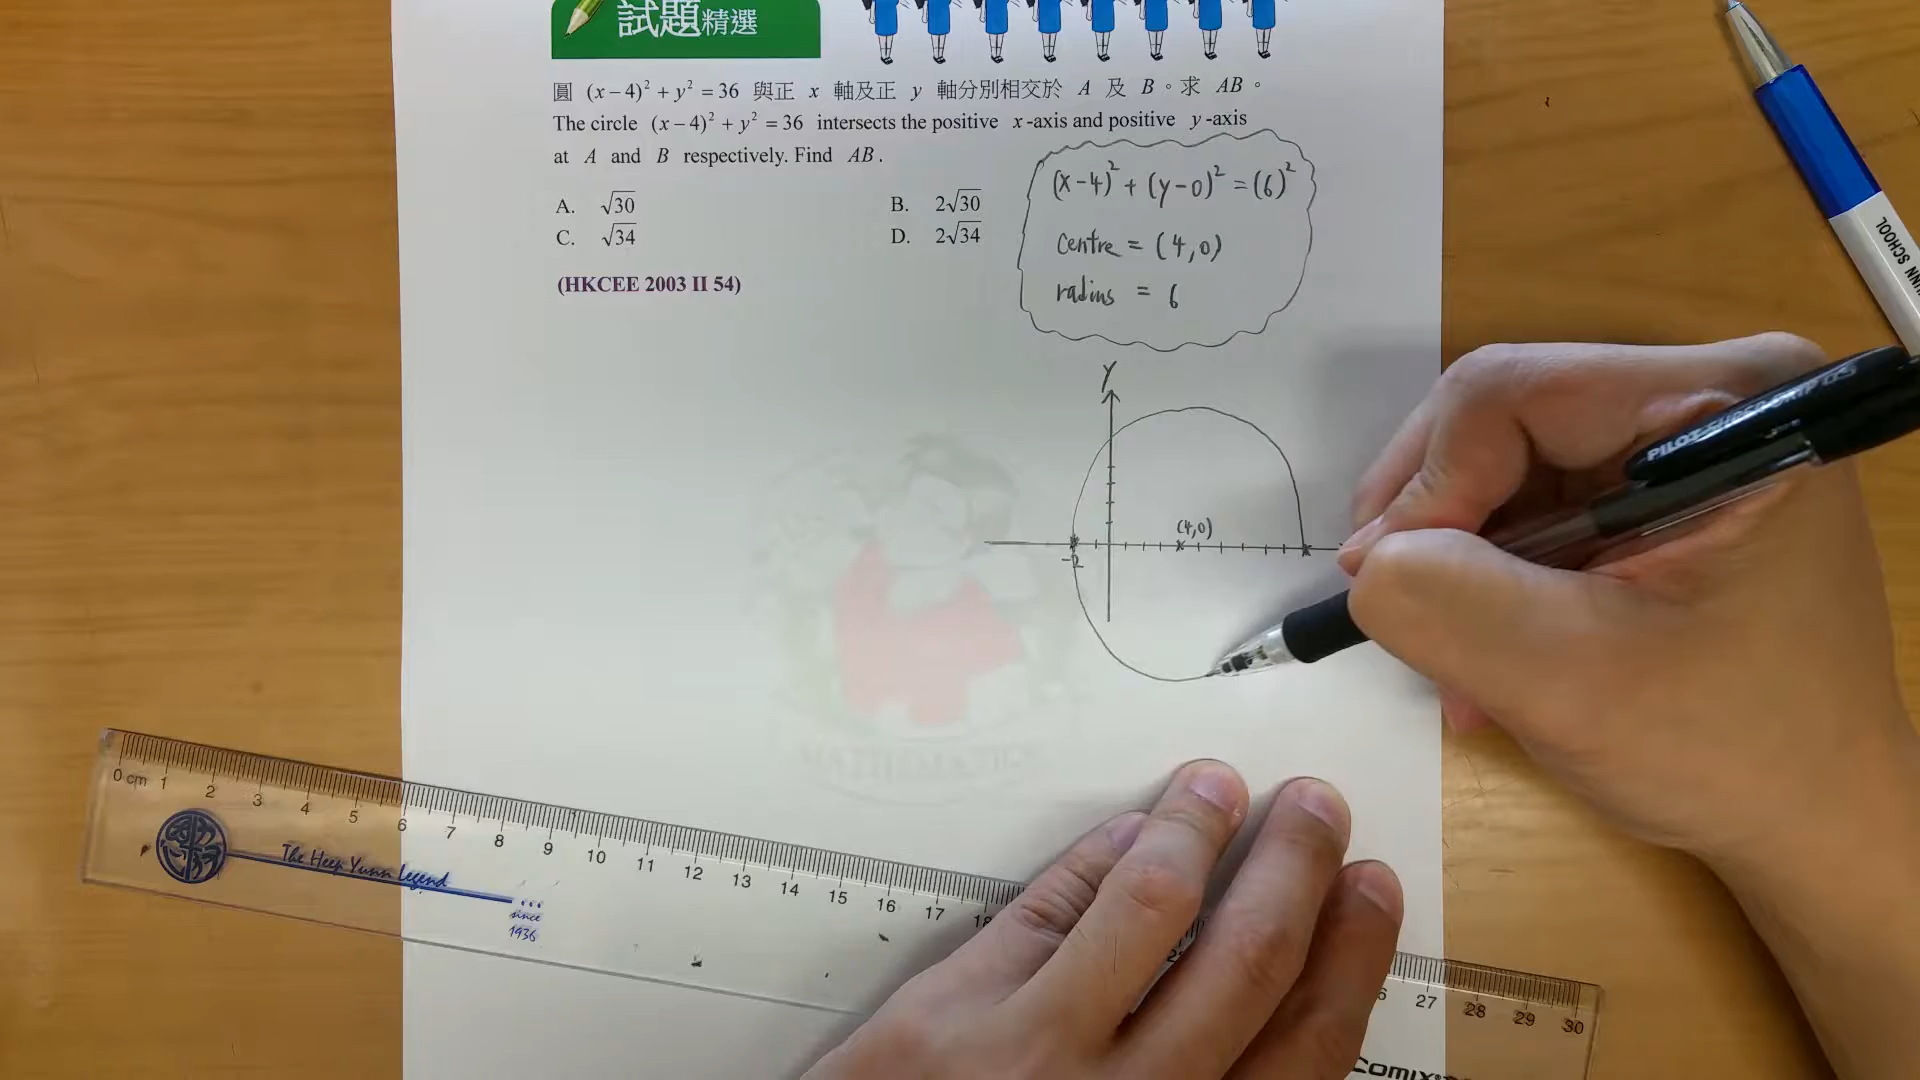 試題精選
圓 (x − 4)² + y² = 36 與正 x 軸及正 y 軸分別相交於 A 及 B。求 AB。
The circle (x − 4)² + y² = 36 intersects the positive x-axis and positive y-axis
at A and B respectively. Find AB.
A. √30 B. 2√30
C. √34 D. 2√34
(HKCEE 2003 II 54)
(x-4)² + (y-0)² = (6)²
Centre = (4,0)
radius = 6
y
(4,0)
-2
MATHEMATICS
0 cm 1 2 3 4 5 6 7 8 9 10 11 12 13 14 15 16 17 18 27 28 29 30
The Heep Yunn Legend ...
since
1936
COMIX
PILOT SUPER GRIP
NN SCHOOL